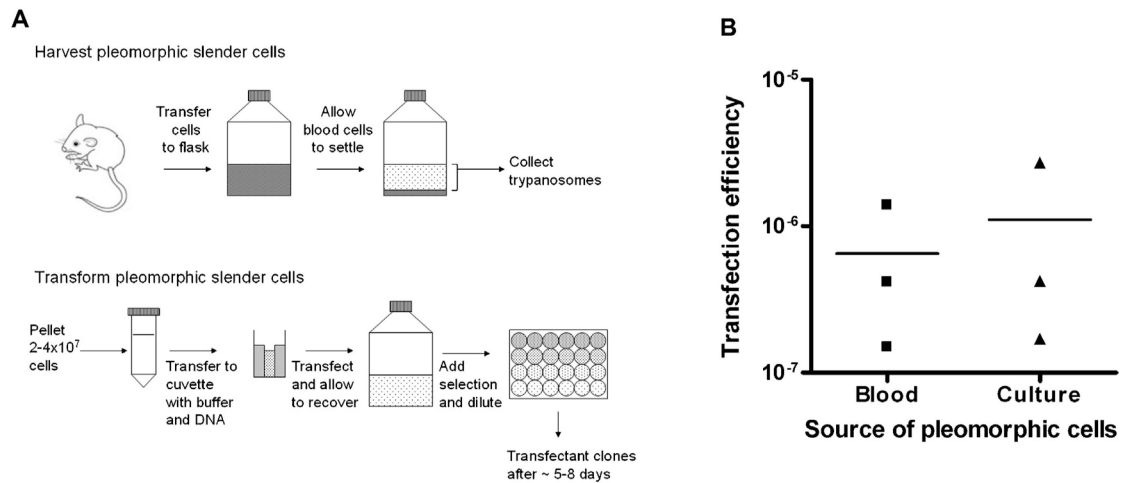 A
Harvest pleomorphic slender cells
Transfer
cells
to flask
Allow
blood cells
to settle
Collect
trypanosomes
Transform pleomorphic slender cells
Pellet
2-4x10⁷
cells
Transfer to
cuvette
with buffer
and DNA
Transfect
and allow
to recover
Add
selection
and dilute
Transfectant clones
after ~ 5-8 days
B
Transfection efficiency
10⁻⁵
10⁻⁶
10⁻⁷
Blood
Culture
Source of pleomorphic cells